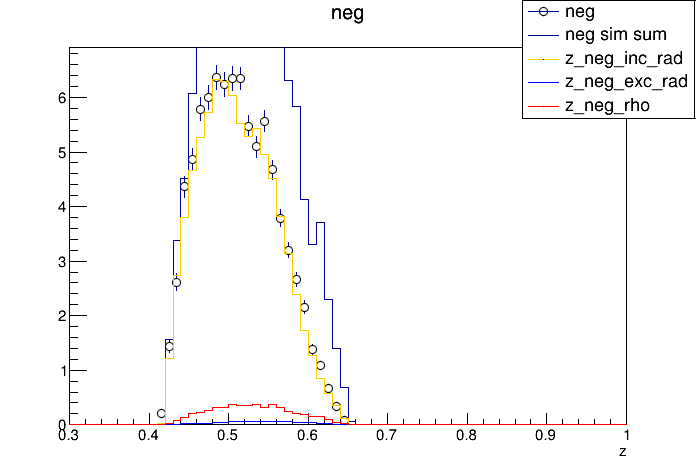 neg
neg
neg sim sum
z_neg_inc_rad
z_neg_exc_rad
z_neg_rho
6
5
4
3
2
1
0
0.3 0.4 0.5 0.6 0.7 0.8 0.9 1
z